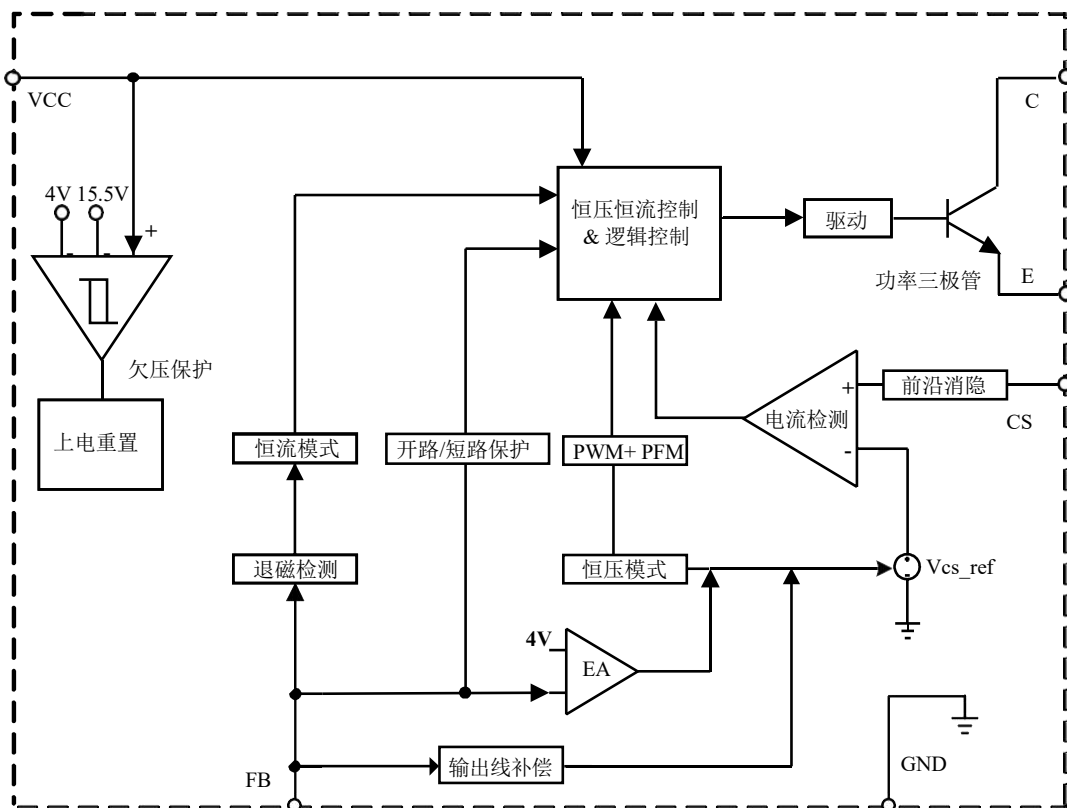 VCC
C
4V 15.5V
+
-
-
恒压恒流控制
& 逻辑控制
驱动
功率三极管
E
欠压保护
上电重置
恒流模式
开路/短路保护
PWM+ PFM
+
电流检测
-
前沿消隐
CS
退磁检测
恒压模式
+
-
Vcs_ref
4V
EA
FB
输出线补偿
GND